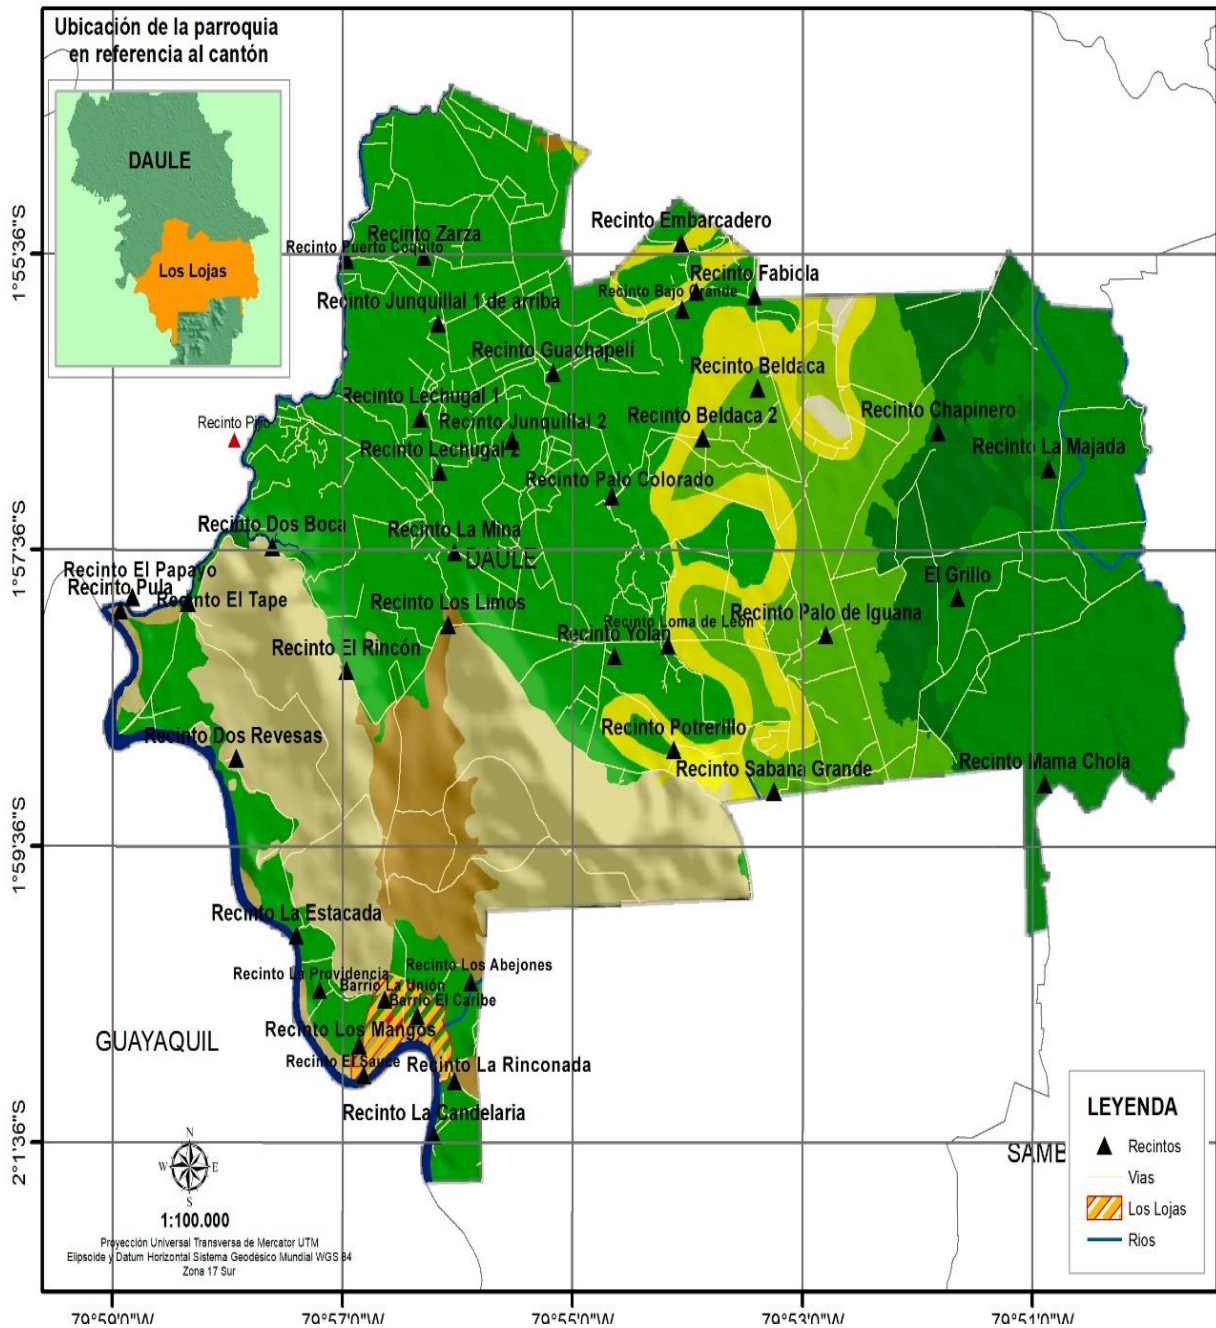 Ubicación de la parroquia
en referencia al cantón
DAULE
Los Lojas
Recinto Embarcadero
Recinto Zarza
Recinto Puerto Coquito
Recinto Fabiola
Recinto Bajo Grande
Recinto Junquillal 1 de arriba
Recinto Guachapelí
Recinto Beldaca
Recinto Lechugal 1
Recinto Beldaca 2
Recinto Chapinero
Recinto Pijio
Recinto Junquillal 2
Recinto Lechugal 2
Recinto La Majada
Recinto Palo Colorado
Recinto Dos Boca
Recinto La Mina
DAULE
Recinto El Papayo
Recinto Pula
Recinto El Tape
El Grillo
Recinto Los Limos
Recinto Palo de Iguana
Recinto Loma de León
Recinto Yolan
Recinto El Rincón
Recinto Dos Revesas
Recinto Potrerillo
Recinto Sabana Grande
Recinto Mama Chola
Recinto La Estacada
Recinto Los Abejones
Recinto La Providencia
Barrio La Unión
Barrio El Caribe
GUAYAQUIL
Recinto Los Mangos
Recinto El Sauce
Recinto La Rinconada
Recinto La Candelaria
SAMB
LEYENDA
Recintos
Vias
Los Lojas
Rios
N
W
E
S
1:100.000
Proyección Universal Transversa de Mercator UTM
Elipsoide y Datum Horizontal Sistema Geodésico Mundial WGS 84
Zona 17 Sur
1°55'36"S
1°57'36"S
1°59'36"S
2°1'36"S
79°59'0"W
79°57'0"W
79°55'0"W
79°53'0"W
79°51'0"W